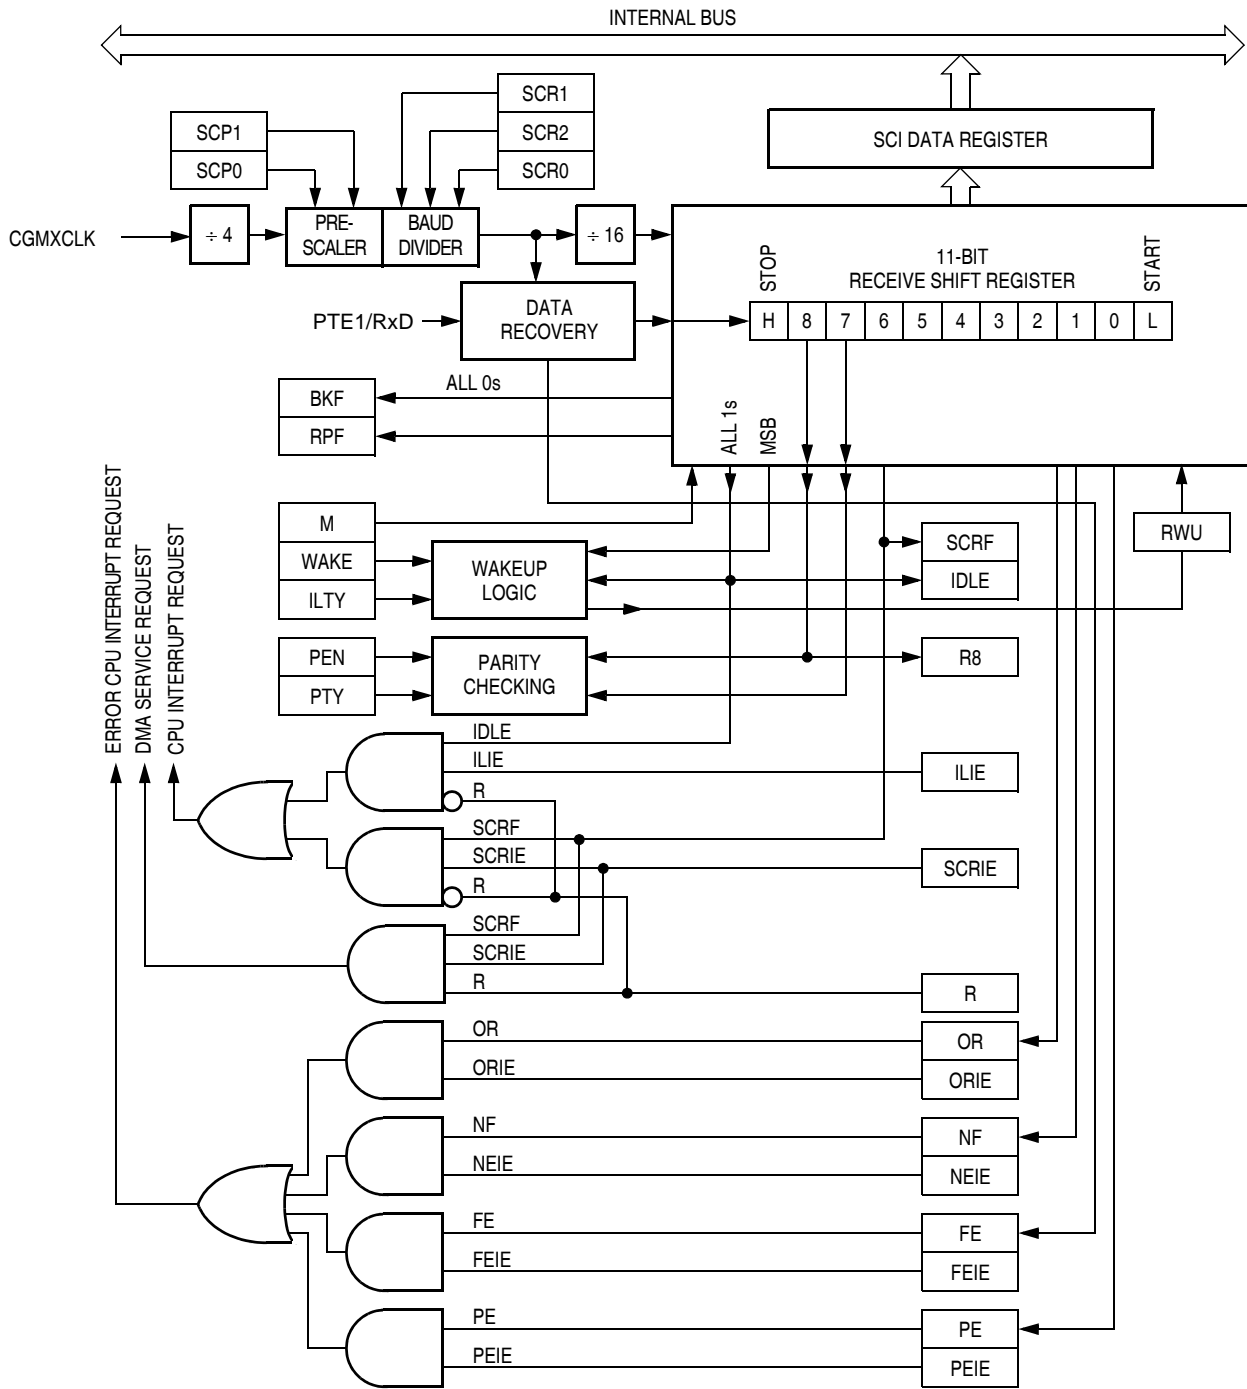 INTERNAL BUS
SCR1
SCR2
SCR0
SCP1
SCP0
SCI DATA REGISTER
CGMXCLK
÷ 4
PRE-
SCALER
BAUD
DIVIDER
÷ 16
STOP
11-BIT
RECEIVE SHIFT REGISTER
START
H 8 7 6 5 4 3 2 1 0 L
PTE1/RxD
DATA
RECOVERY
ALL 0s
BKF
RPF
ALL 1s
MSB
M
WAKE
ILTY
WAKEUP
LOGIC
SCRF
IDLE
RWU
PEN
PTY
PARITY
CHECKING
R8
ERROR CPU INTERRUPT REQUEST
DMA SERVICE REQUEST
CPU INTERRUPT REQUEST
IDLE
ILIE
R
ILIE
SCRF
SCRIE
R
SCRIE
SCRF
SCRIE
R
R
OR
ORIE
OR
ORIE
NF
NEIE
NF
NEIE
FE
FEIE
FE
FEIE
PE
PEIE
PE
PEIE